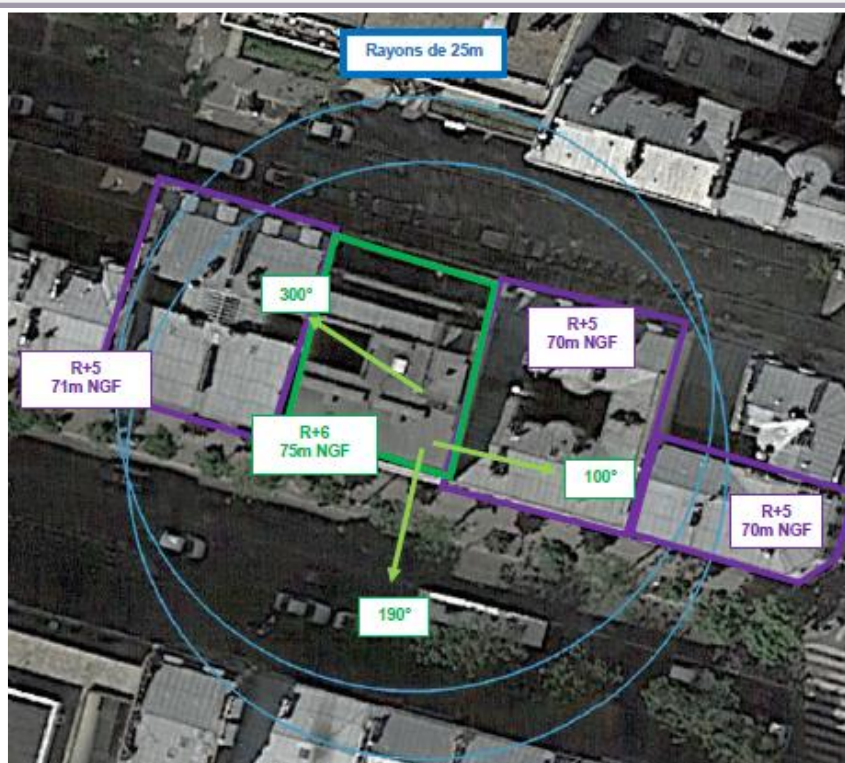 Rayons de 25m
300°
R+5
70m NGF
R+5
71m NGF
R+6
75m NGF
100°
R+5
70m NGF
190°